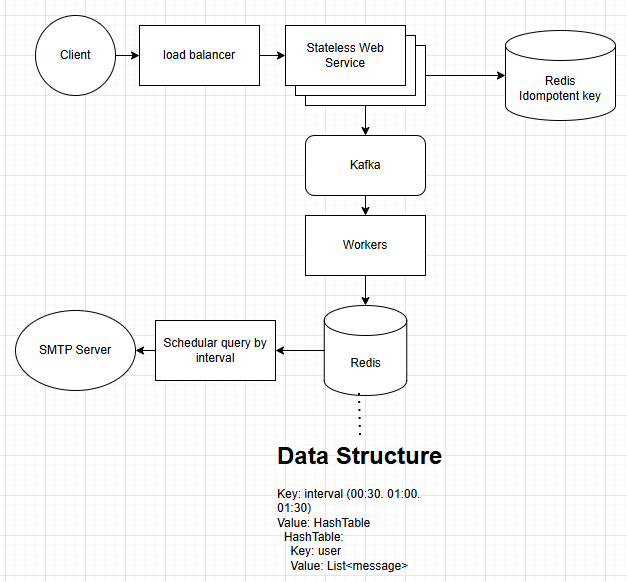 Client
load balancer
Stateless Web
Service
Redis
Idompotent key
Kafka
Workers
SMTP Server
Schedular query by
interval
Redis
Data Structure
Key: interval (00:30. 01:00.
01:30)
Value: HashTable
HashTable:
Key: user
Value: List<message>